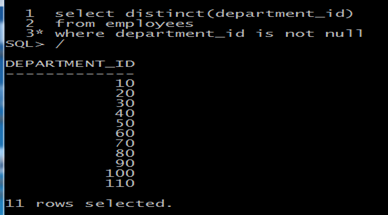 1  select distinct(department_id)
2  from employees
3* where department_id is not null
SQL> /
DEPARTMENT_ID
-------------
10
20
30
40
50
60
70
80
90
100
110
11 rows selected.